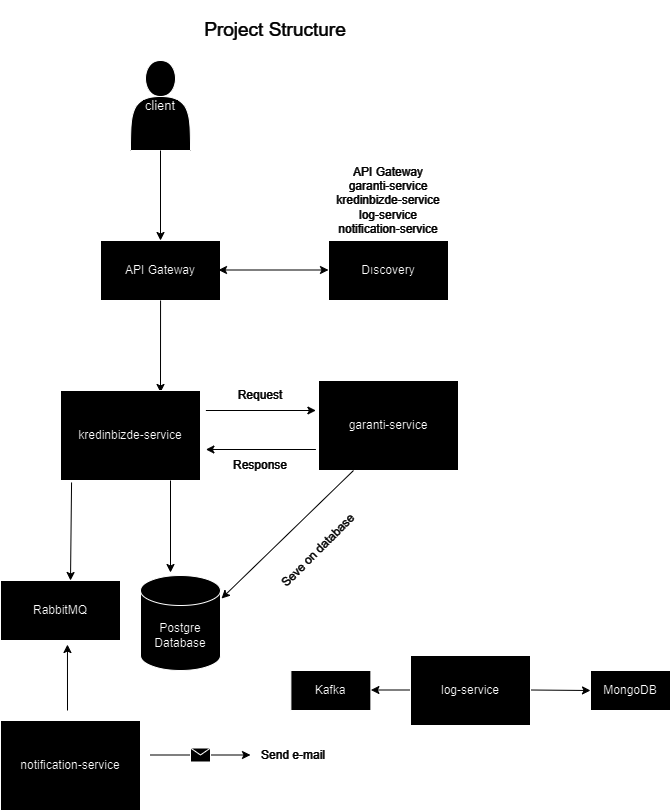 Project Structure
client
API Gateway
garanti-service
kredinbizde-service
log-service
notification-service
API Gateway
Discovery
Request
kredinbizde-service
garanti-service
Response
Seve on database
RabbitMQ
Postgre
Database
Kafka
log-service
MongoDB
notification-service
Send e-mail